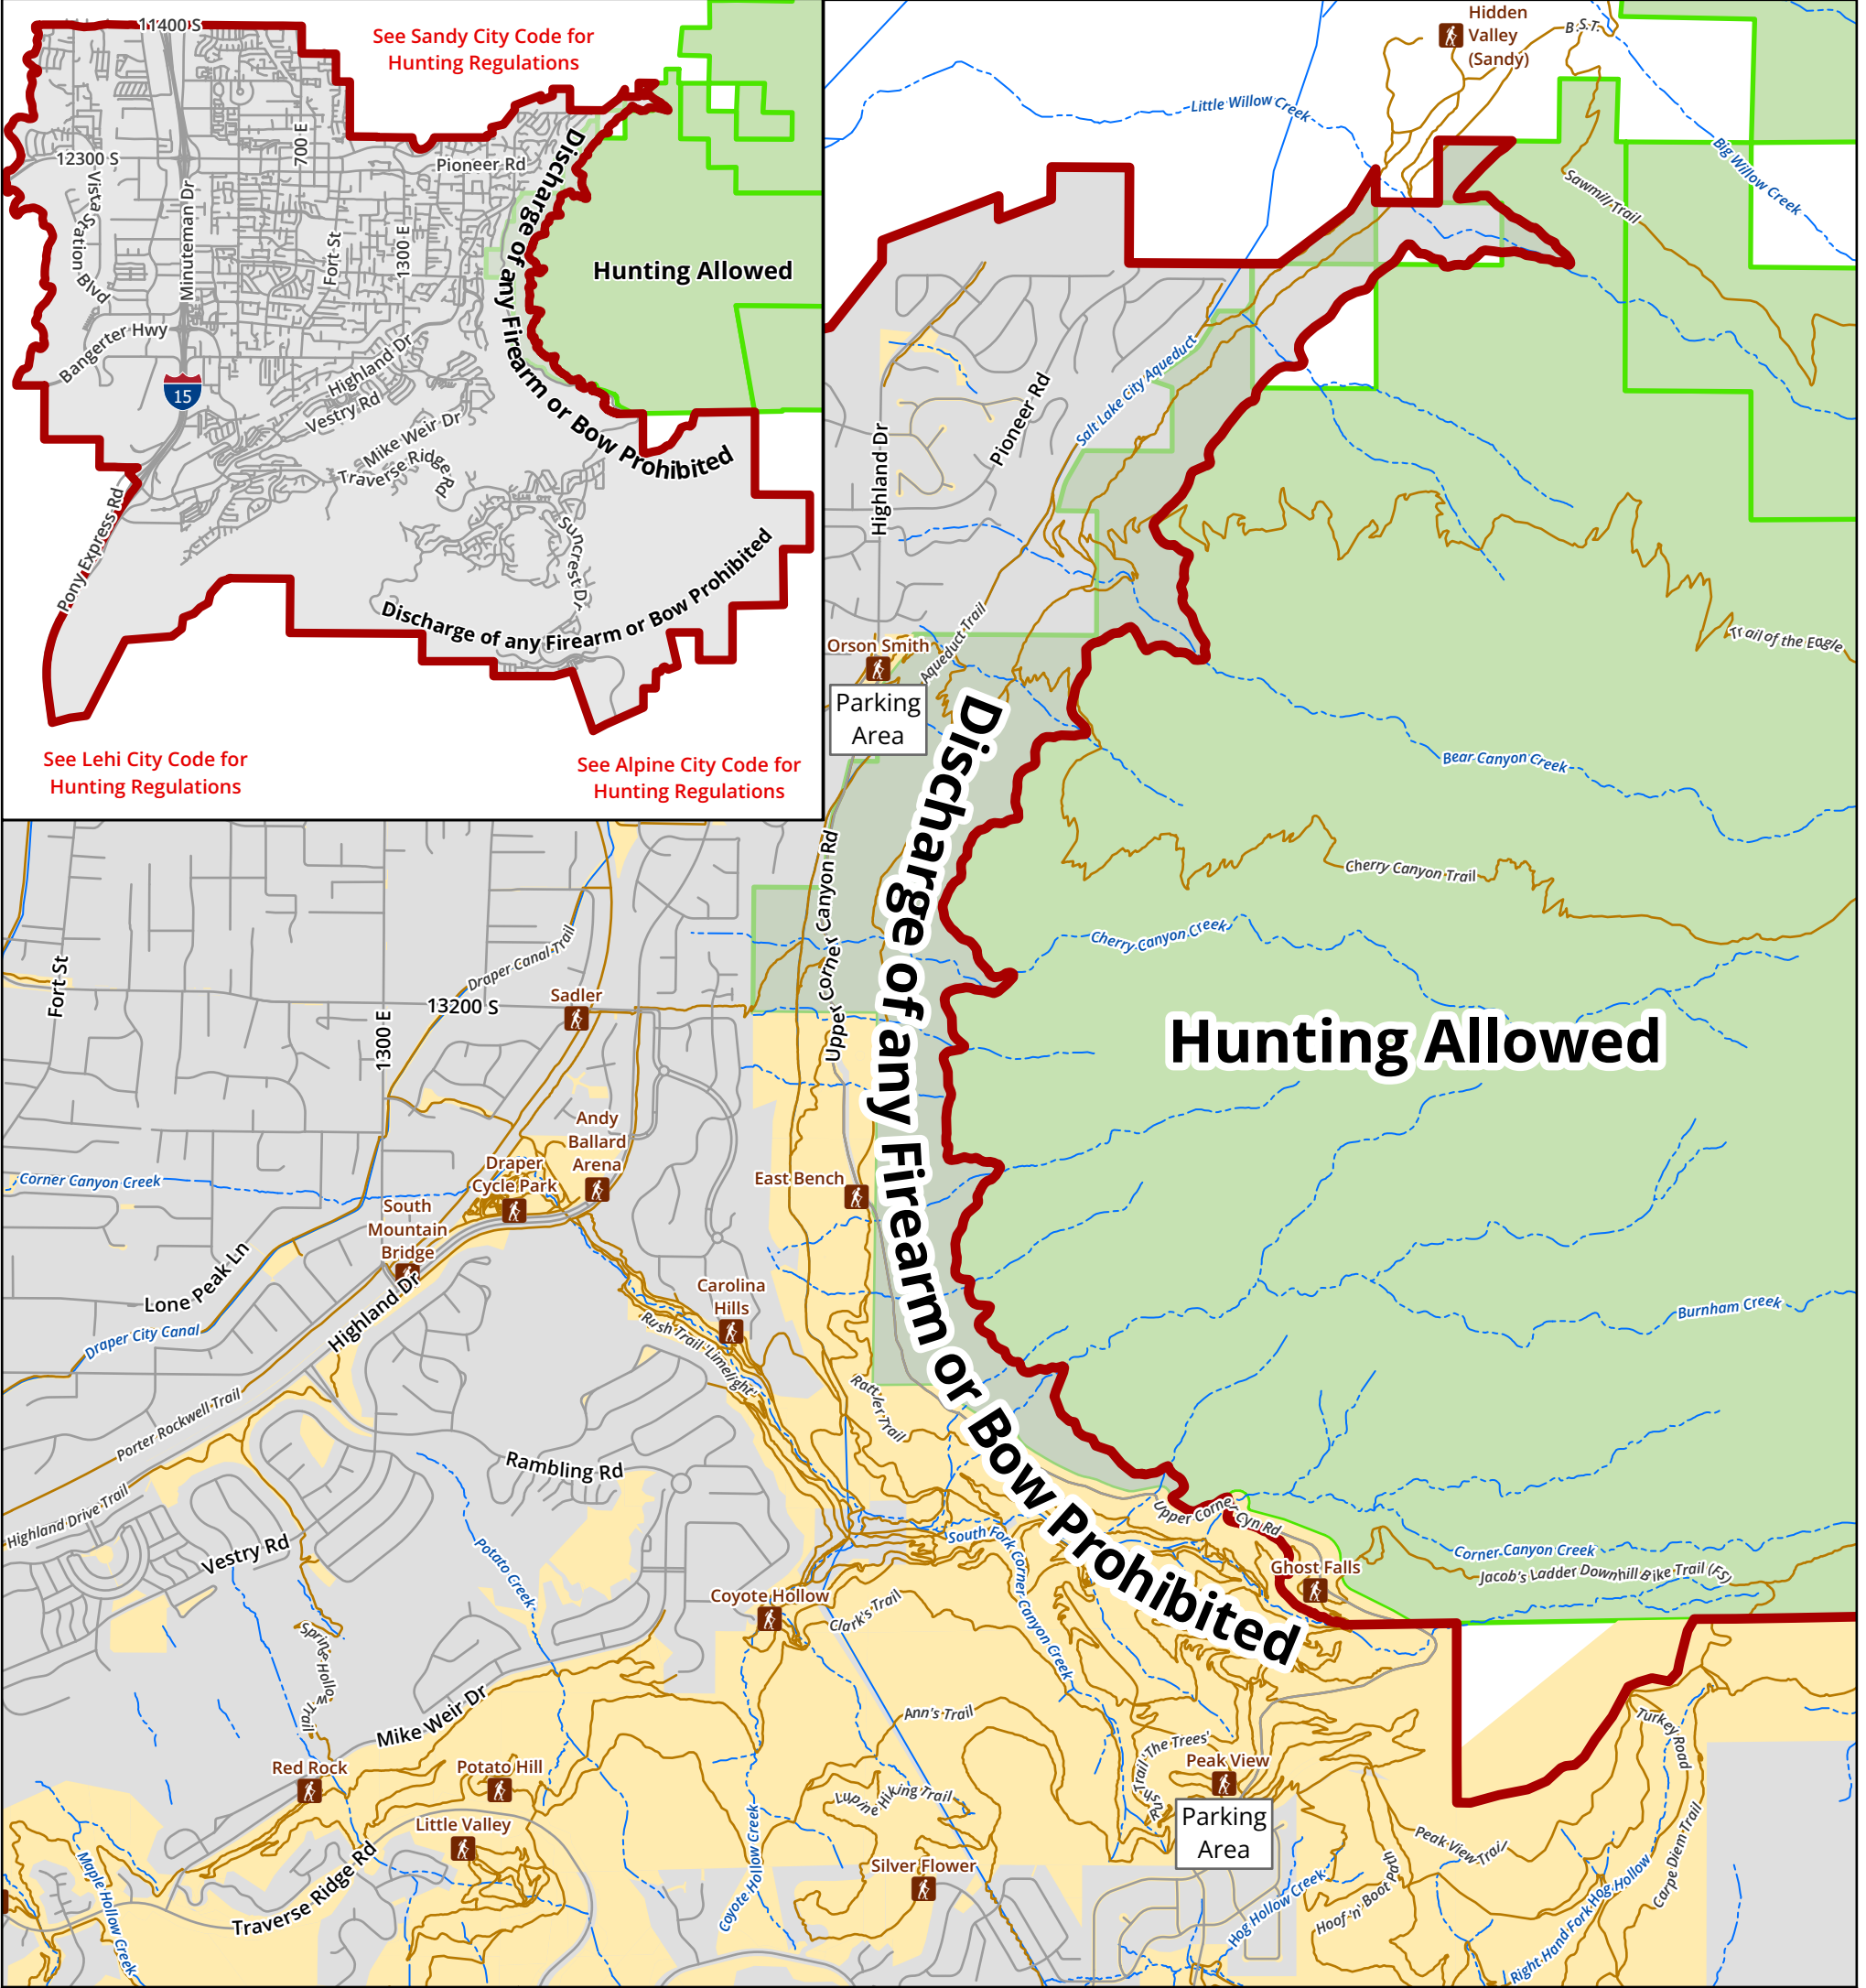 11400 S
See Sandy City Code for
Hunting Regulations
12300 S
700 E
Pioneer Rd
Vista Station Blvd
Minuteman Dr
Fort St
1300 E
Hunting Allowed
Discharge of any Firearm or Bow Prohibited
Bangerter Hwy
Highland Dr
15
Vestry Rd
Mike Weir Dr
Traverse Ridge Rd
Pony Express Rd
Suncrest Dr
Discharge of any Firearm or Bow Prohibited
See Lehi City Code for
Hunting Regulations
See Alpine City Code for
Hunting Regulations
Hidden
Valley
(Sandy)
B.S.T.
Little Willow Creek
Big Willow Creek
Sawmill Trail
Salt Lake City Aqueduct
Pioneer Rd
Highland Dr
Aqueduct Trail
Trail of the Eagle
Orson Smith
Parking
Area
Bear Canyon Creek
Cherry Canyon Trail
Cherry Canyon Creek
Upper Corner Canyon Rd
Discharge of any Firearm or Bow Prohibited
Hunting Allowed
Fort St
Draper Canal Trail
13200 S
Sadler
1300 E
Andy
Ballard
Arena
Draper
Cycle Park
East Bench
Corner Canyon Creek
South
Mountain
Bridge
Lone Peak Ln
Highland Dr
Draper City Canal
Carolina
Hills
Rush Trail 'Limelight'
Burnham Creek
Rattler Trail
Porter Rockwell Trail
Rambling Rd
Highland Drive Trail
Vestry Rd
Potato Creek
Upper Corner Cyn Rd
South Fork Corner Canyon Creek
Corner Canyon Creek
Jacob's Ladder Downhill Bike Trail (FS)
Ghost Falls
Coyote Hollow
Clark's Trail
Spring Hollow Trail
Mike Weir Dr
Ann's Trail
Turkey Road
Rush Trail 'The Trees'
Peak View
Parking
Area
Red Rock
Potato Hill
Lupine Hiking Trail
Little Valley
Coyote Hollow Creek
Peak View Trail
Carpe Diem Trail
Silver Flower
Hoof 'n' Boot Path
Maple Hollow Creek
Traverse Ridge Rd
Hog Hollow Creek
Right Hand Fork Hog Hollow